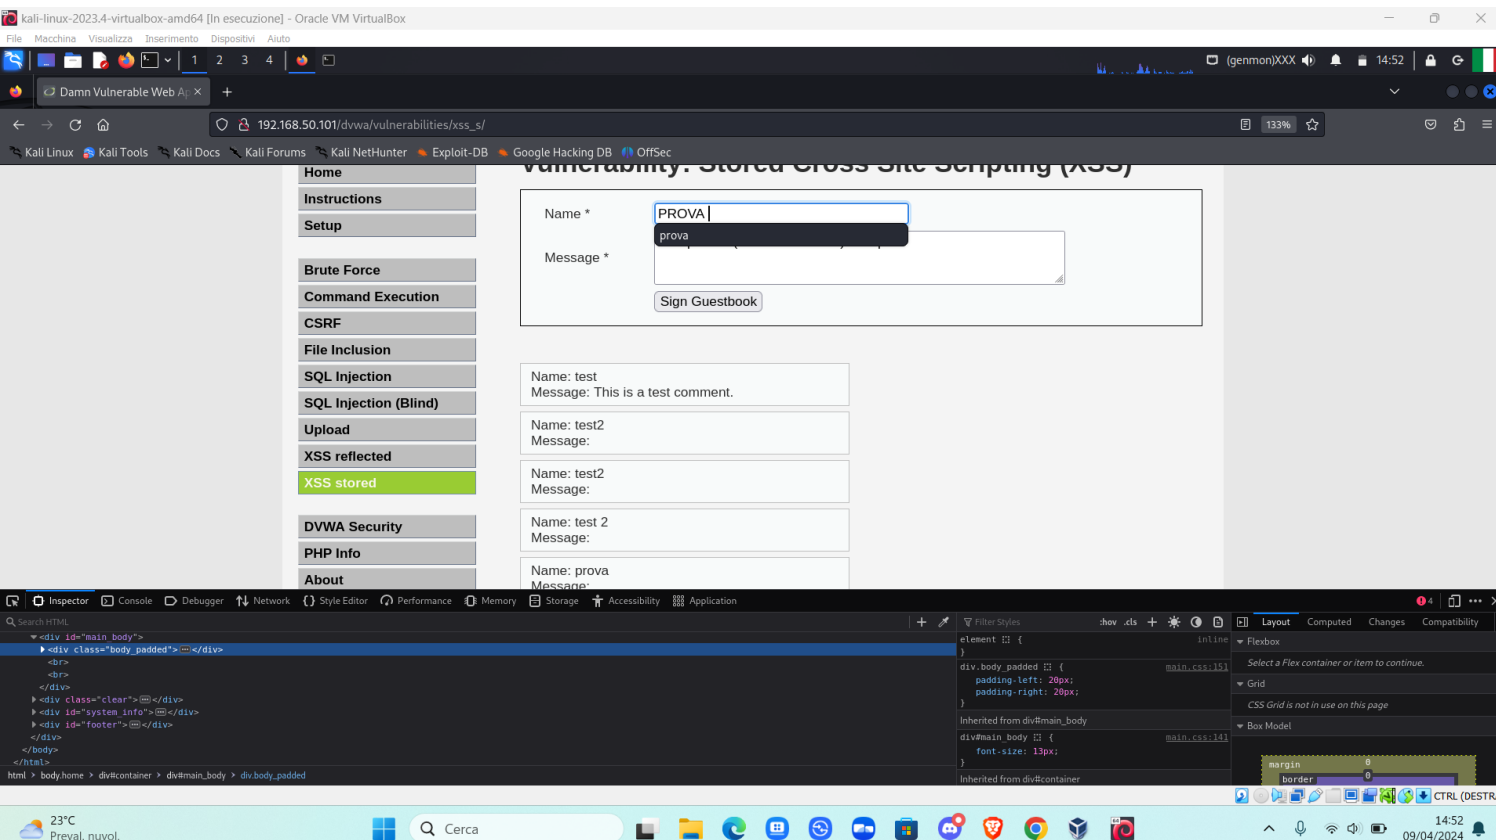 kali-linux-2023.4-virtualbox-amd64 [In esecuzione] - Oracle VM VirtualBox
File Macchina Visualizza Inserimento Dispositivi Aiuto
1 2 3 4 (genmon)XXX 14:52
Damn Vulnerable Web Ap
192.168.50.101/dvwa/vulnerabilities/xss_s/ 133%
Kali Linux Kali Tools Kali Docs Kali Forums Kali NetHunter Exploit-DB Google Hacking DB OffSec
Vulnerability: Stored Cross Site Scripting (XSS)
Home
Instructions
Setup
Brute Force
Command Execution
CSRF
File Inclusion
SQL Injection
SQL Injection (Blind)
Upload
XSS reflected
XSS stored
DVWA Security
PHP Info
About
Name * PROVA
prova
Message *
Sign Guestbook
Name: test
Message: This is a test comment.
Name: test2
Message:
Name: test2
Message:
Name: test 2
Message:
Name: prova
Message:
Inspector Console Debugger Network Style Editor Performance Memory Storage Accessibility Application 4
Search HTML
<div id="main_body">
<div class="body_padded"> </div>
<br>
<br>
</div>
<div class="clear"> </div>
<div id="system_info"> </div>
<div id="footer"> </div>
</div>
</body>
</html>
html > body.home > div#container > div#main_body > div.body_padded
Filter Styles :hov .cls
element { inline
}
div.body_padded { main.css:151
padding-left: 20px;
padding-right: 20px;
}
Inherited from div#main_body
div#main_body { main.css:141
font-size: 13px;
}
Inherited from div#container
Layout Computed Changes Compatibility
Flexbox
Select a Flex container or item to continue.
Grid
CSS Grid is not in use on this page
Box Model
margin 0
border 0
CTRL (DESTR
23°C
Preval. nuvol.
Cerca
14:52
09/04/2024